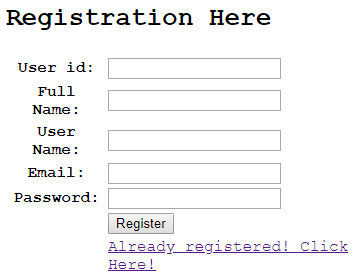 Registration Here
User id:
Full
Name:
User
Name:
Email:
Password:
Register
Already registered! Click
Here!